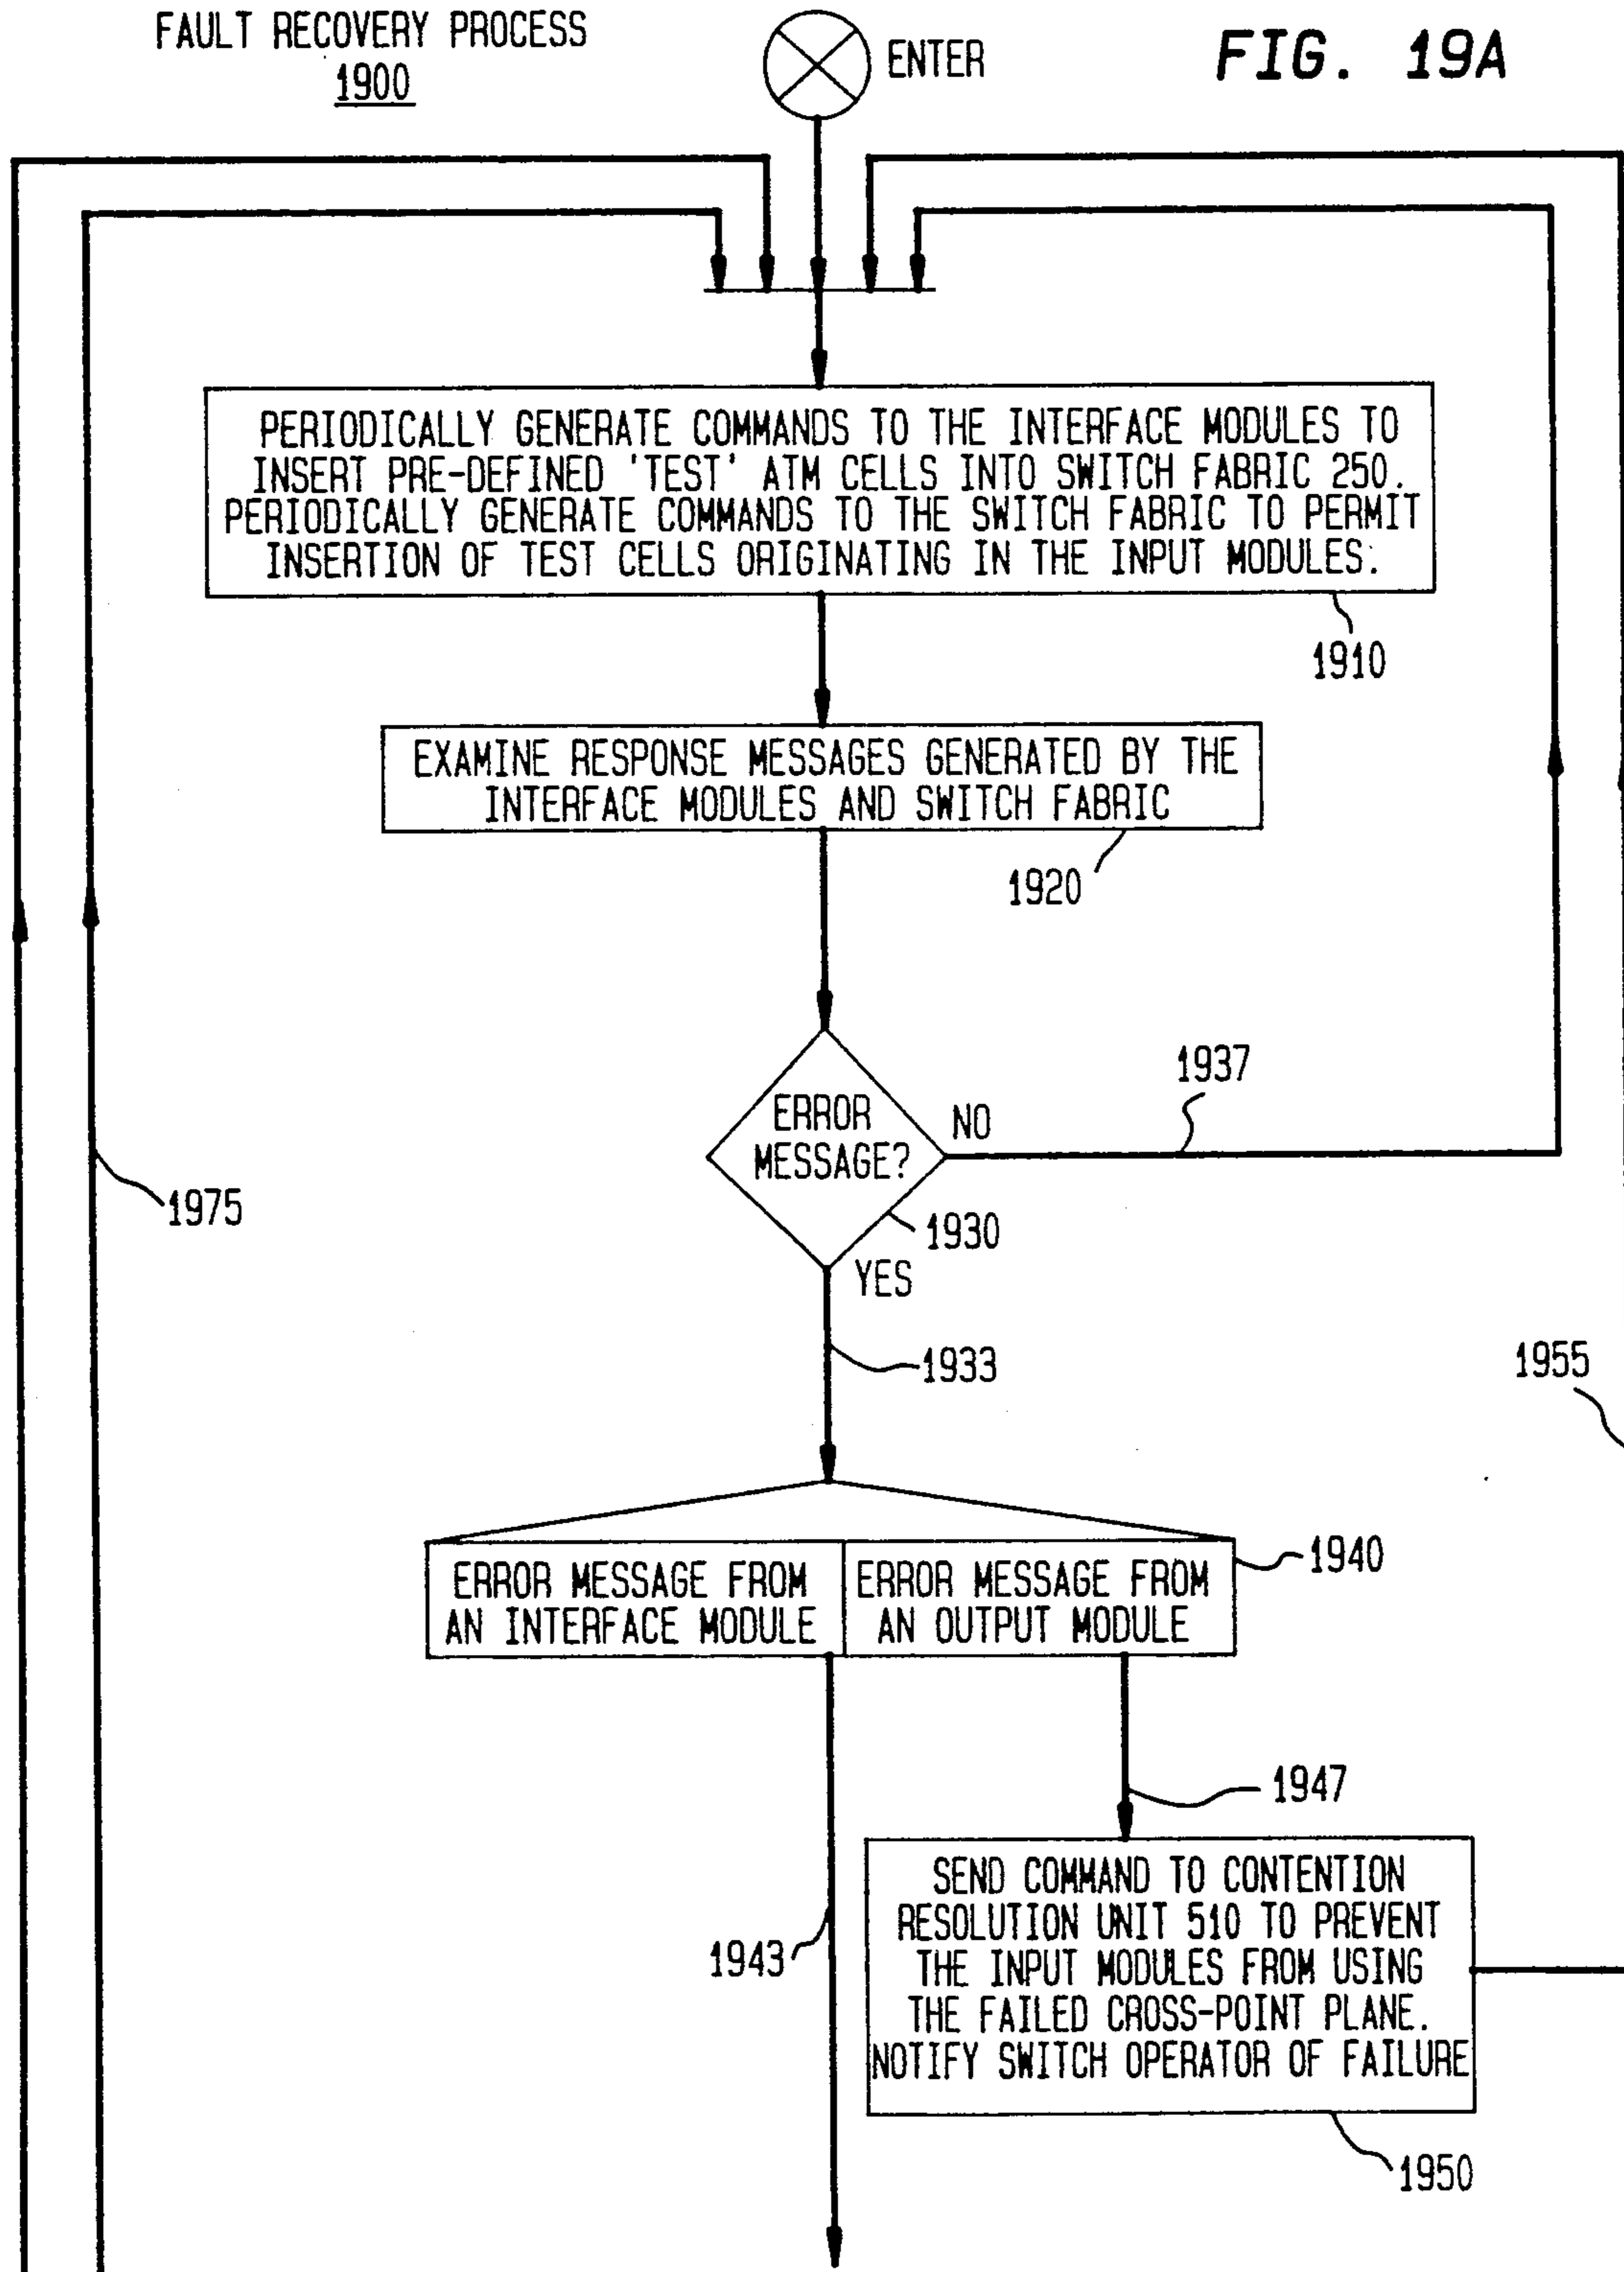 FAULT RECOVERY PROCESS
1900
ENTER
FIG. 19A
PERIODICALLY GENERATE COMMANDS TO THE INTERFACE MODULES TO
INSERT PRE-DEFINED 'TEST' ATM CELLS INTO SWITCH FABRIC 250.
PERIODICALLY GENERATE COMMANDS TO THE SWITCH FABRIC TO PERMIT
INSERTION OF TEST CELLS ORIGINATING IN THE INPUT MODULES.
1910
EXAMINE RESPONSE MESSAGES GENERATED BY THE
INTERFACE MODULES AND SWITCH FABRIC
1920
1937
ERROR
MESSAGE?
NO
1975
1930
YES
1933
1955
1940
ERROR MESSAGE FROM
AN INTERFACE MODULE
ERROR MESSAGE FROM
AN OUTPUT MODULE
1947
1943
SEND COMMAND TO CONTENTION
RESOLUTION UNIT 510 TO PREVENT
THE INPUT MODULES FROM USING
THE FAILED CROSS-POINT PLANE.
NOTIFY SWITCH OPERATOR OF FAILURE
1950